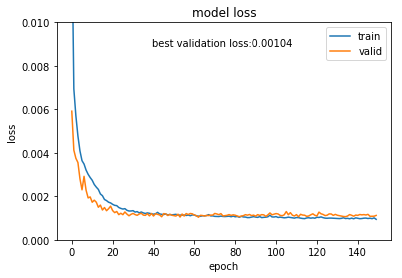 model loss
best validation loss:0.00104
train
valid
0.010
0.008
0.006
0.004
0.002
0.000
loss
0 20 40 60 80 100 120 140
epoch